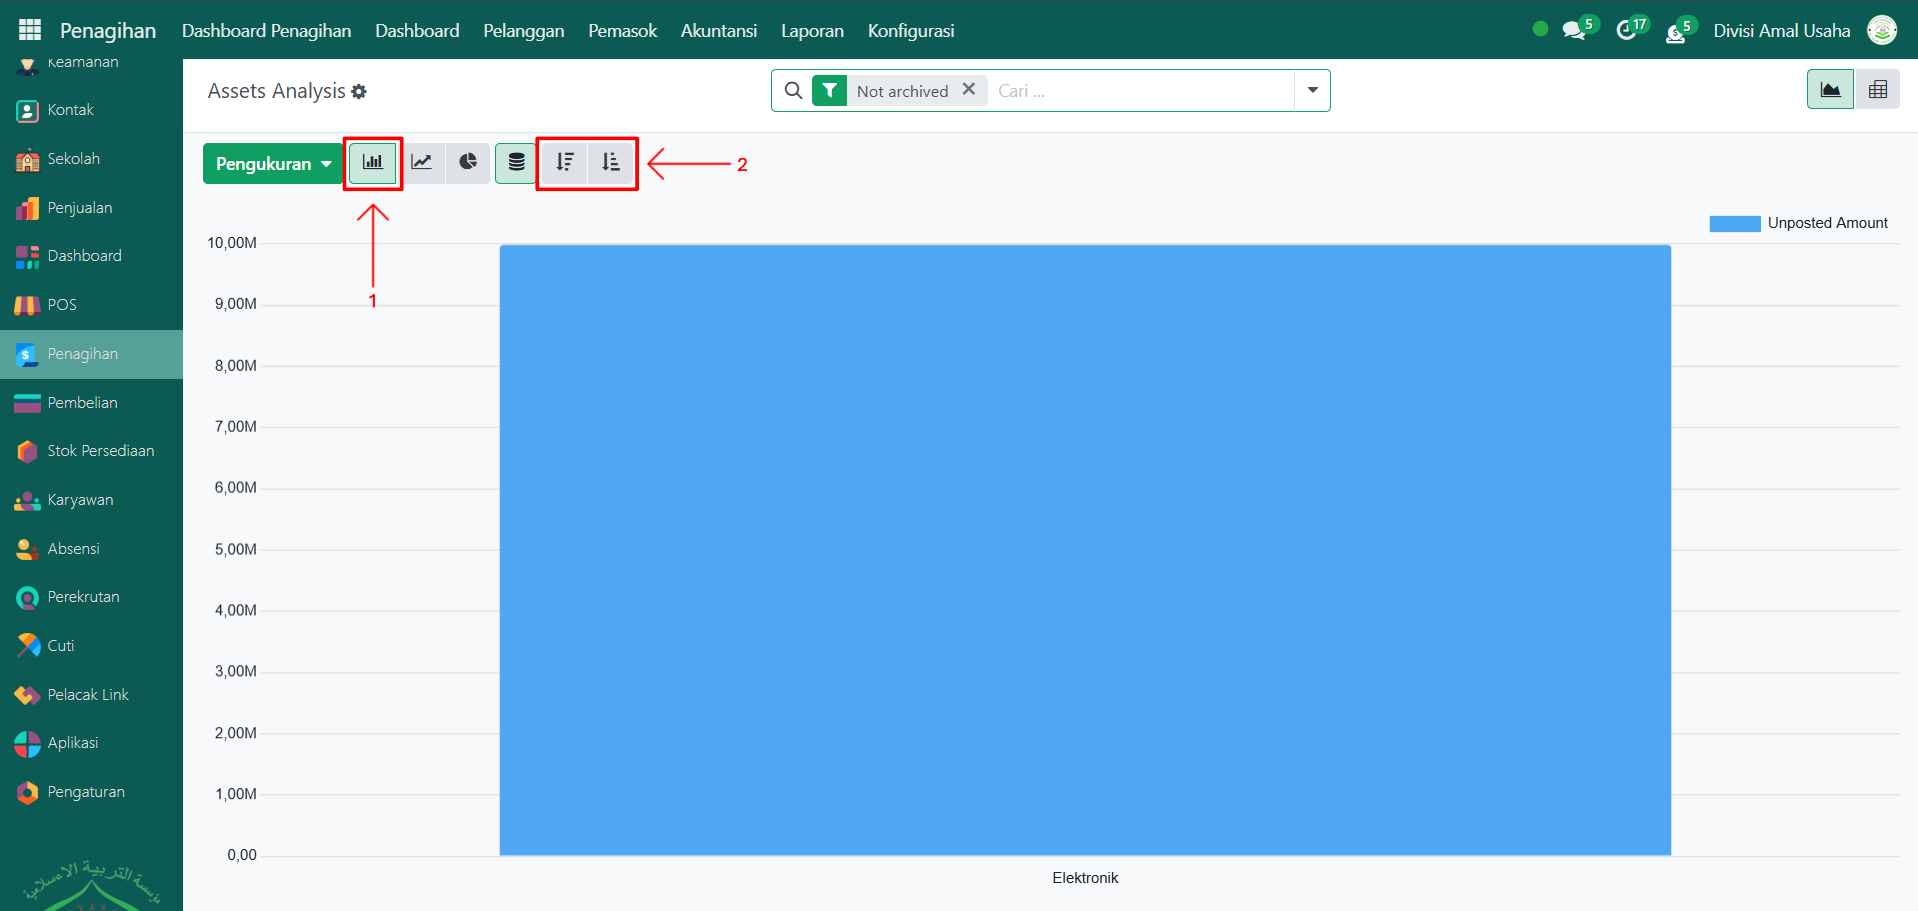 Penagihan Dashboard Penagihan Dashboard Pelanggan Pemasok Akuntansi Laporan Konfigurasi 5 17 5 Divisi Amal Usaha
Keamanan
Kontak
Sekolah
Penjualan
Dashboard
POS
Penagihan
Pembelian
Stok Persediaan
Karyawan
Absensi
Perekrutan
Cuti
Pelacak Link
Aplikasi
Pengaturan
Assets Analysis
Not archived Cari ...
Pengukuran
2
1
Unposted Amount
10,00M
9,00M
8,00M
7,00M
6,00M
5,00M
4,00M
3,00M
2,00M
1,00M
0,00
Elektronik
مؤسسة التربية الاسلامية